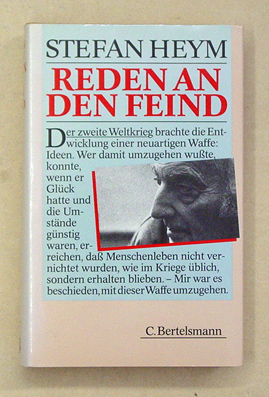 STEFAN HEYM
REDEN AN
DEN FEIND
Der zweite Weltkrieg brachte die Ent-
wicklung einer neuartigen Waffe:
Ideen. Wer damit umzugehen wußte,
konnte,
wenn er
Glück
hatte und
die Um-
stände
günstig
waren, er-
reichen, daß Menschenleben nicht ver-
nichtet wurden, wie im Kriege üblich,
sondern erhalten blieben. – Mir war es
beschieden, mit dieser Waffe umzugehen.
C. Bertelsmann